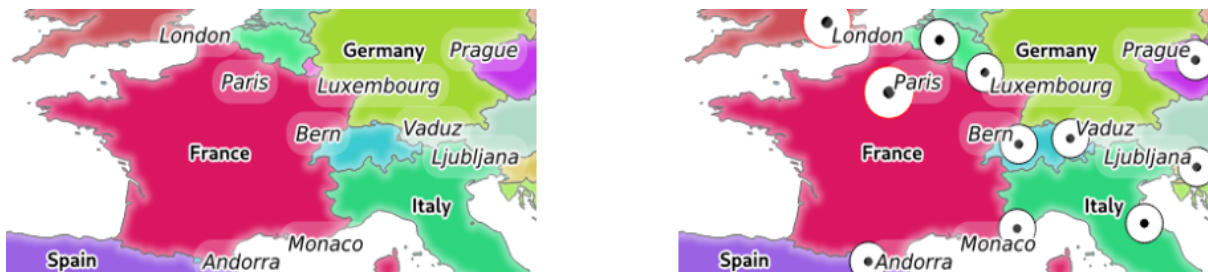 London
Germany
Prague
Paris
Luxembourg
Bern
Vaduz
France
Ljubljana
Italy
Monaco
Spain
Andorra
London
Germany
Prague
Paris
Luxembourg
Bern
Vaduz
France
Ljubljana
Italy
Monaco
Spain
Andorra